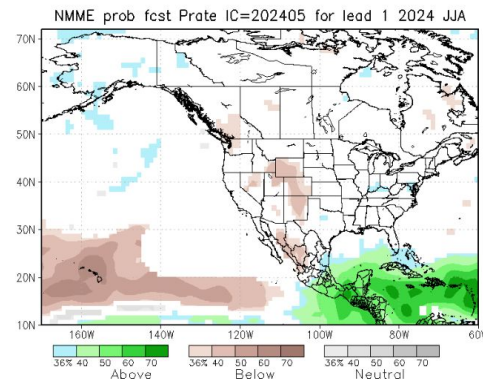 NMME prob fcst Prate IC=202405 for lead 1 2024 JJA
70N
60N
50N
40N
30N
20N
10N
160W 140W 120W 100W 80W 60W
36% 40 50 60 70 36% 40 50 60 70 36% 40 50 60 70
Above Below Neutral